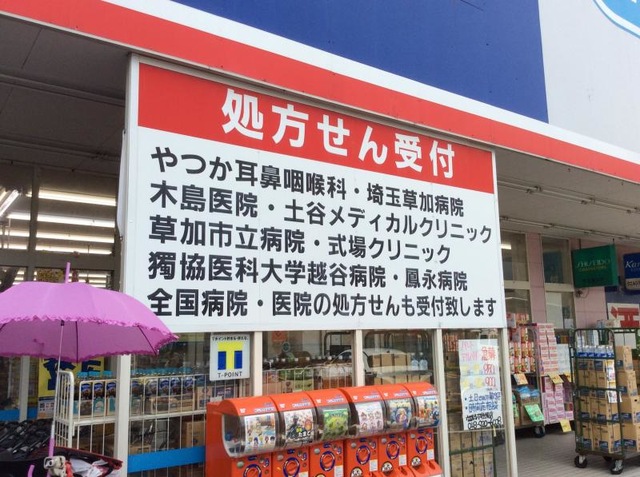 処方せん受付
やつか耳鼻咽喉科・埼玉草加病院
木島医院・土谷メディカルクリニック
草加市立病院・式場クリニック
獨協医科大学越谷病院・鳳永病院
全国病院・医院の処方せんも受付致します
T-POINT
SHISEIDO